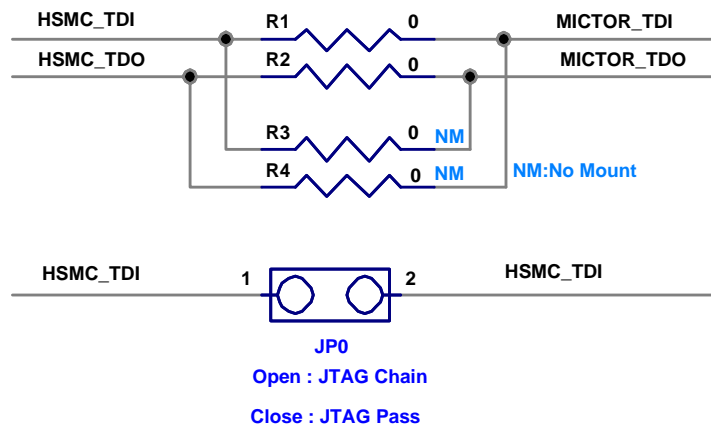 HSMC_TDI R1 0 MICTOR_TDI
HSMC_TDO R2 0 MICTOR_TDO
R3 0 NM
R4 0 NM NM:No Mount
HSMC_TDI 1 2 HSMC_TDI
JP0
Open : JTAG Chain
Close : JTAG Pass